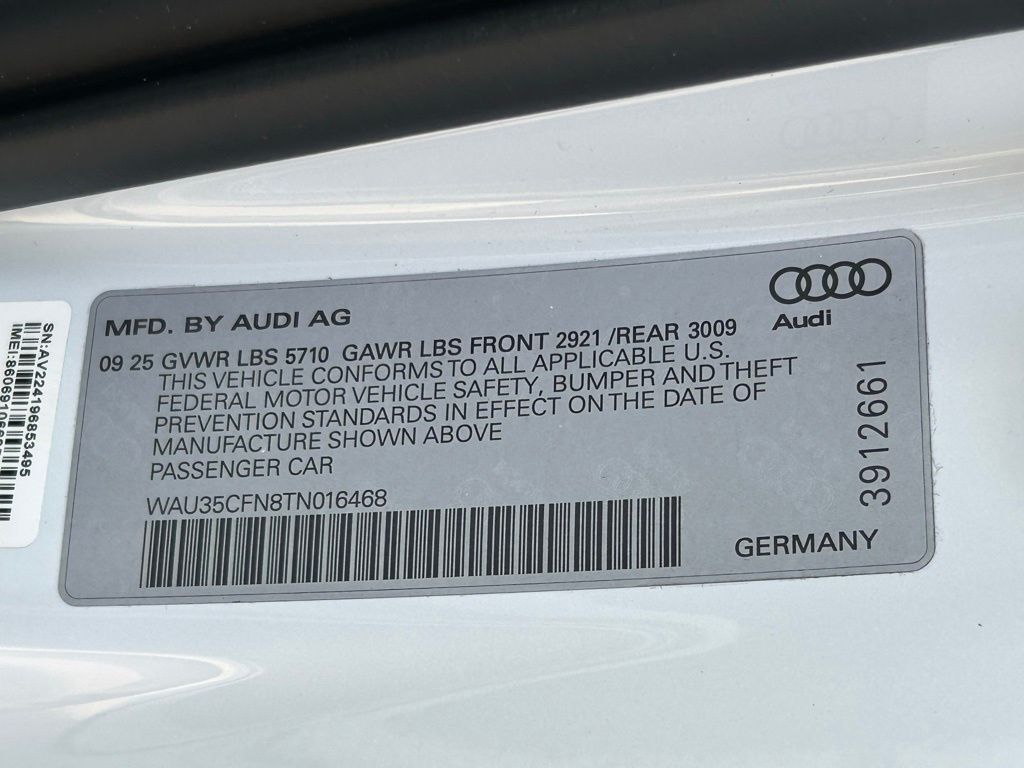 MFD. BY AUDI AG
Audi
09 25 GVWR LBS 5710 GAWR LBS FRONT 2921 /REAR 3009
THIS VEHICLE CONFORMS TO ALL APPLICABLE U.S.
FEDERAL MOTOR VEHICLE SAFETY, BUMPER AND THEFT
PREVENTION STANDARDS IN EFFECT ON THE DATE OF
MANUFACTURE SHOWN ABOVE
PASSENGER CAR
WAU35CFN8TN016468
3912661
GERMANY
S/N:AV224196853495